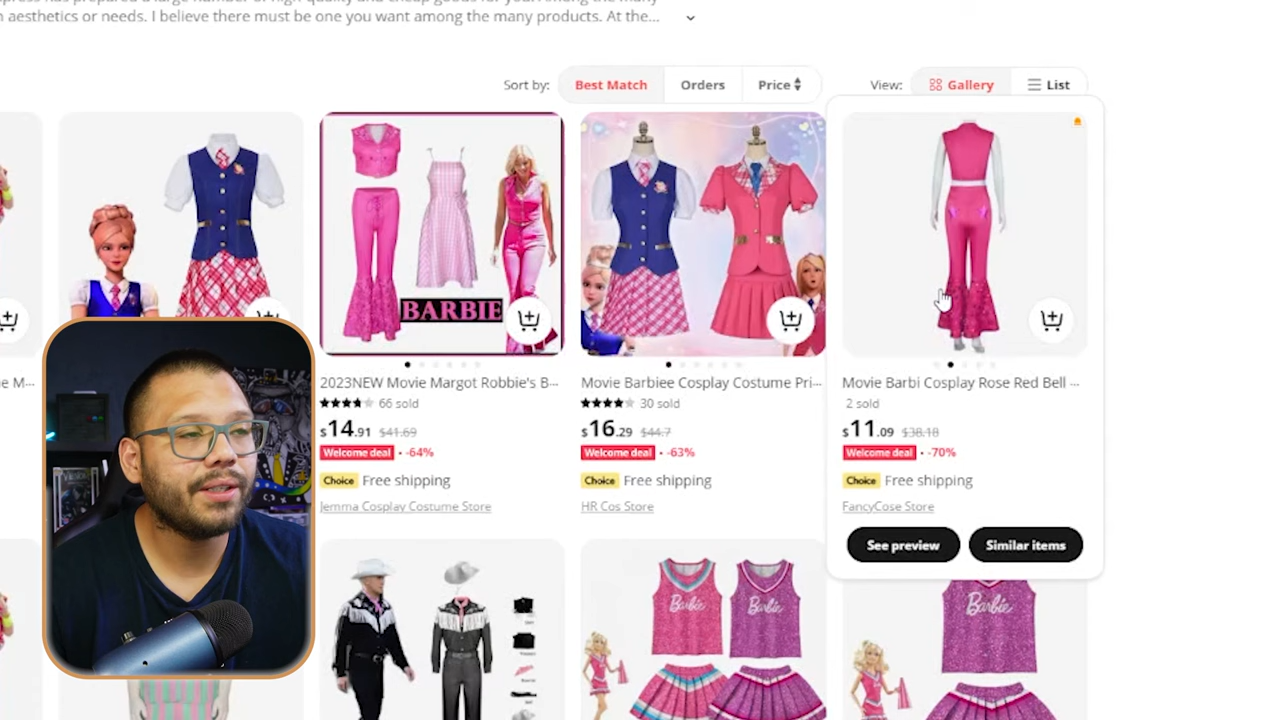 n aesthetics or needs. I believe there must be one you want among the many products. At the...
Sort by: Best Match Orders Price View: Gallery List
BARBIE
2023NEW Movie Margot Robbie's B...
Movie Barbiee Cosplay Costume Pri...
Movie Barbi Cosplay Rose Red Bell ...
e M...
66 sold
30 sold
2 sold
$14.91 $41.69
$16.29 $44.7
$11.09 $38.18
Welcome deal · -64%
Welcome deal · -63%
Welcome deal · -70%
Choice Free shipping
Choice Free shipping
Choice Free shipping
Jemma Cosplay Costume Store
HR Cos Store
FancyCose Store
See preview Similar items
Barbie
Barbie
Barbie